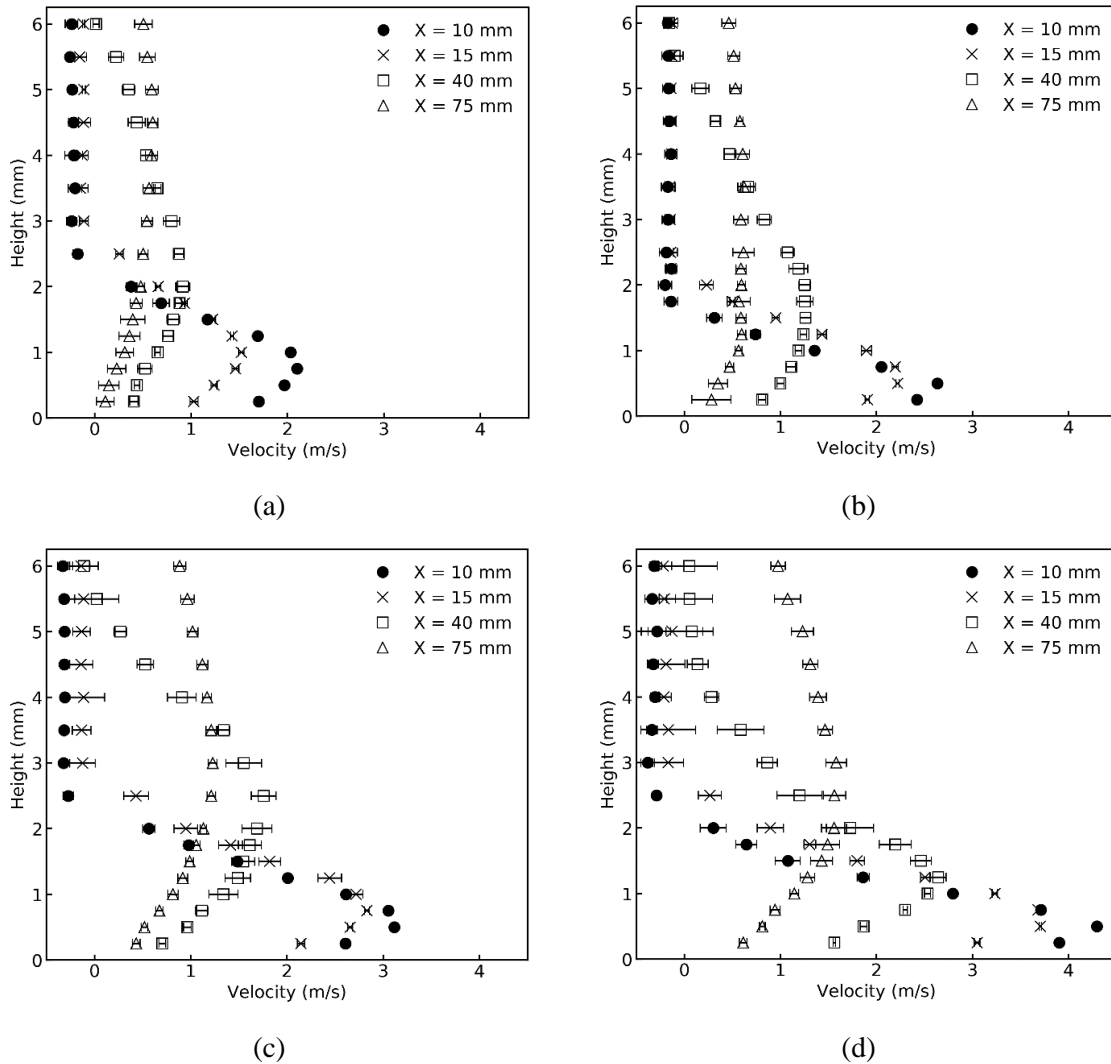 6
5
4
3
2
1
0
Height (mm)
0 1 2 3 4
Velocity (m/s)
X = 10 mm
X = 15 mm
X = 40 mm
X = 75 mm
(a)
6
5
4
3
2
1
0
Height (mm)
0 1 2 3 4
Velocity (m/s)
X = 10 mm
X = 15 mm
X = 40 mm
X = 75 mm
(b)
6
5
4
3
2
1
0
Height (mm)
0 1 2 3 4
Velocity (m/s)
X = 10 mm
X = 15 mm
X = 40 mm
X = 75 mm
(c)
6
5
4
3
2
1
0
Height (mm)
0 1 2 3 4
Velocity (m/s)
X = 10 mm
X = 15 mm
X = 40 mm
X = 75 mm
(d)